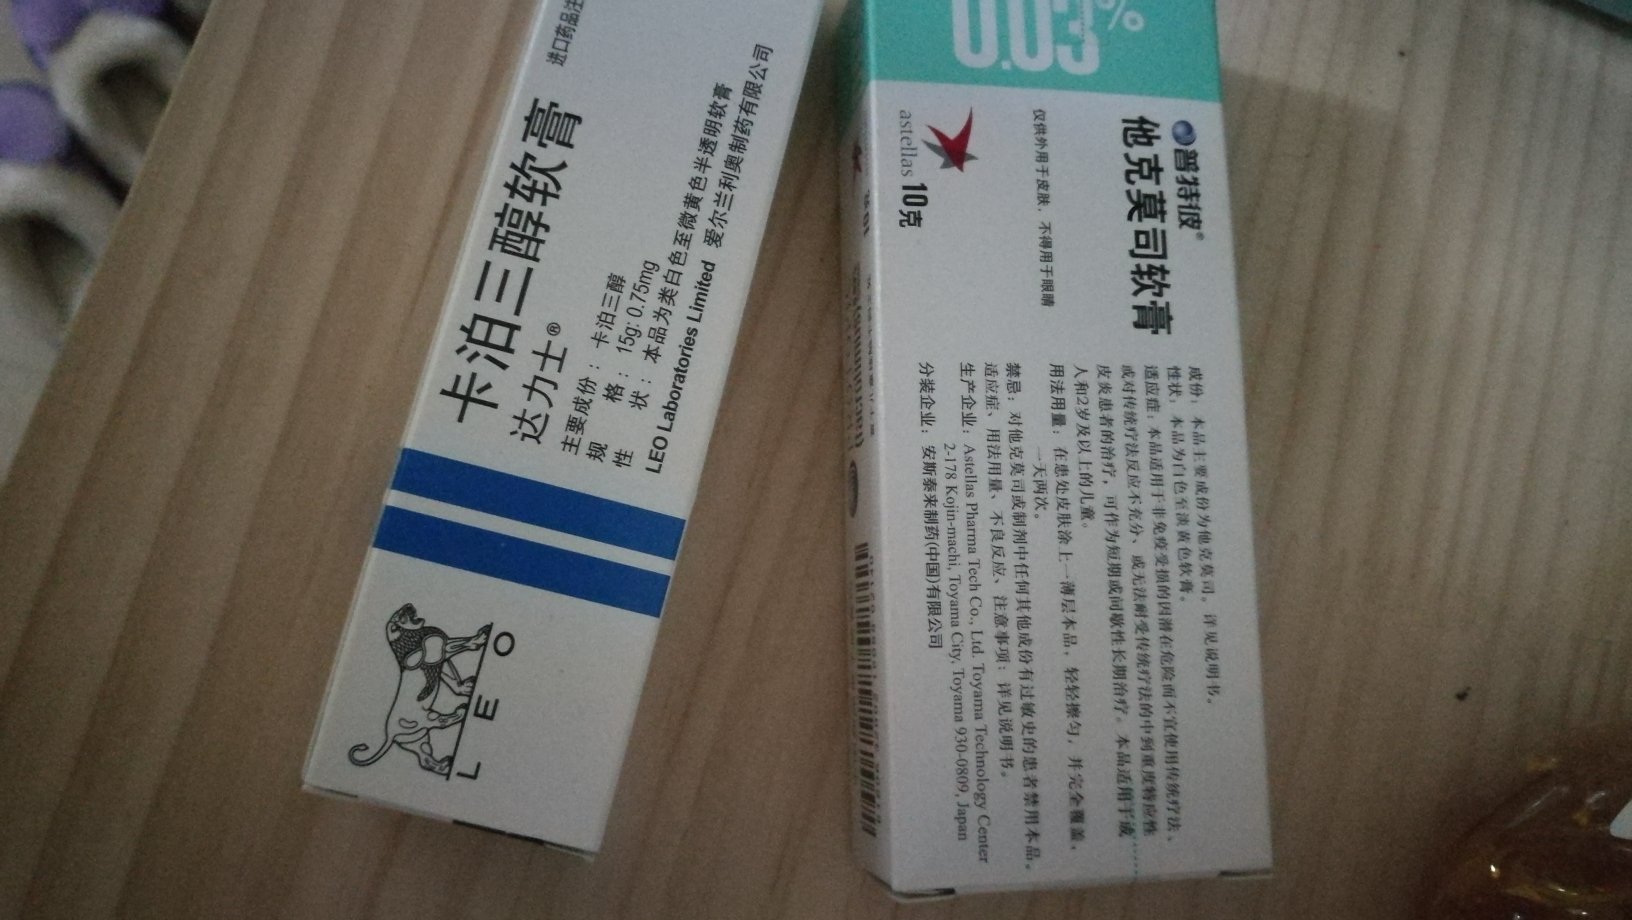 进口药品注
卡泊三醇软膏
达力士®
主要成份： 卡泊三醇
规 格： 15g: 0.75mg
性 状： 本品为类白色至微黄色半透明软膏
LEO Laboratories Limited 爱尔兰利奥制药有限公司
LEO
0.03%
普特彼®
他克莫司软膏
仅供外用于皮肤，不得用于眼睛
astellas
10克
成份：本品主要成份为他克莫司。详见说明书。
性状：本品为白色至淡黄色软膏。
适应症：本品适用于非免疫受损的因潜在危险而不宜使用传统疗法、
或对传统疗法反应不充分、或无法耐受传统疗法的中到重度特应性
皮炎患者的治疗，可作为短期或间歇性长期治疗。本品适用于成
人和2岁及以上的儿童。
用法用量：在患处皮肤涂上一薄层本品，轻轻擦匀，并完全覆盖，
一天两次。
禁忌：对他克莫司或制剂中任何其他成份有过敏史的患者禁用本品。
适应症、用法用量、不良反应、注意事项：详见说明书。
生产企业：Astellas Pharma Tech Co., Ltd. Toyama Technology Center
2-178 Kojin-machi, Toyama City, Toyama 930-0809, Japan
分装企业：安斯泰来制药(中国)有限公司